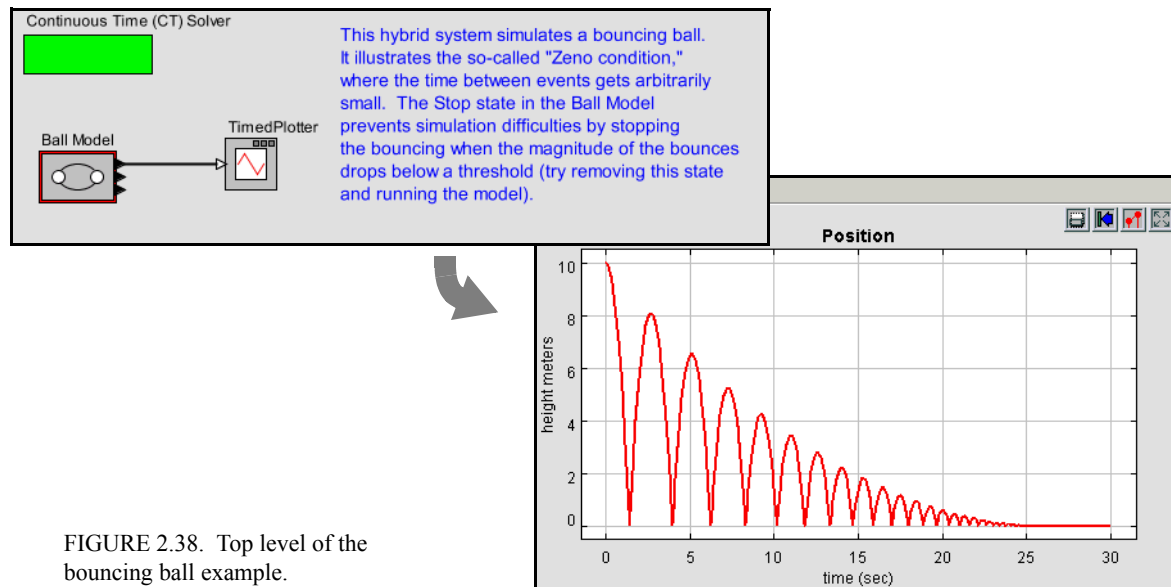 Continuous Time (CT) Solver
This hybrid system simulates a bouncing ball.
It illustrates the so-called "Zeno condition,"
where the time between events gets arbitrarily
small. The Stop state in the Ball Model
prevents simulation difficulties by stopping
the bouncing when the magnitude of the bounces
drops below a threshold (try removing this state
and running the model).
Ball Model
TimedPlotter
Position
height meters
10
8
6
4
2
0
0 5 10 15 20 25 30
time (sec)
FIGURE 2.38. Top level of the
bouncing ball example.